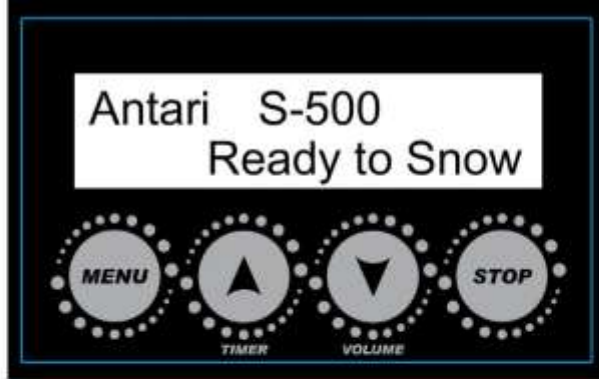 Antari S-500
Ready to Snow
MENU
STOP
TIMER
VOLUME